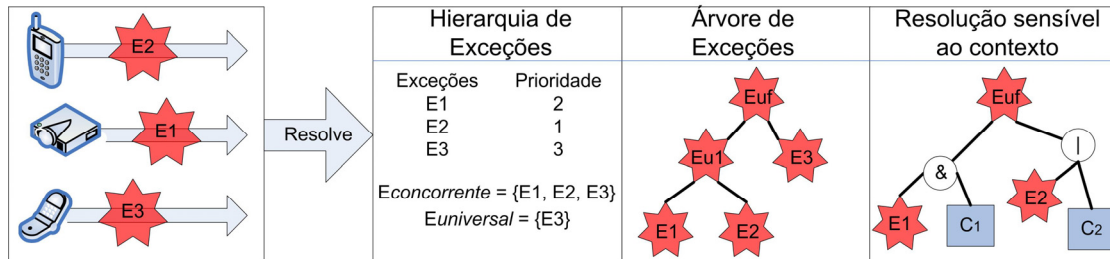 E2
E1
E3
Resolve
Hierarquia de
Exceções
Exceções Prioridade
E1 2
E2 1
E3 3
Econcorrente = {E1, E2, E3}
Euniversal = {E3}
Árvore de
Exceções
Euf
Eu1 E3
E1 E2
Resolução sensível
ao contexto
Euf
& |
E1 C1 E2 C2